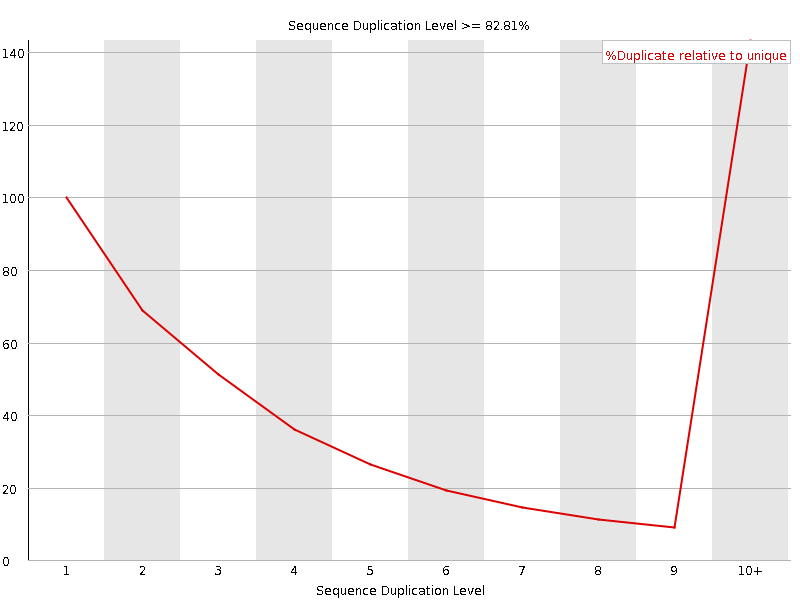 Sequence Duplication Level >= 82.81%
%Duplicate relative to unique
140
120
100
80
60
40
20
0
1 2 3 4 5 6 7 8 9 10+
Sequence Duplication Level